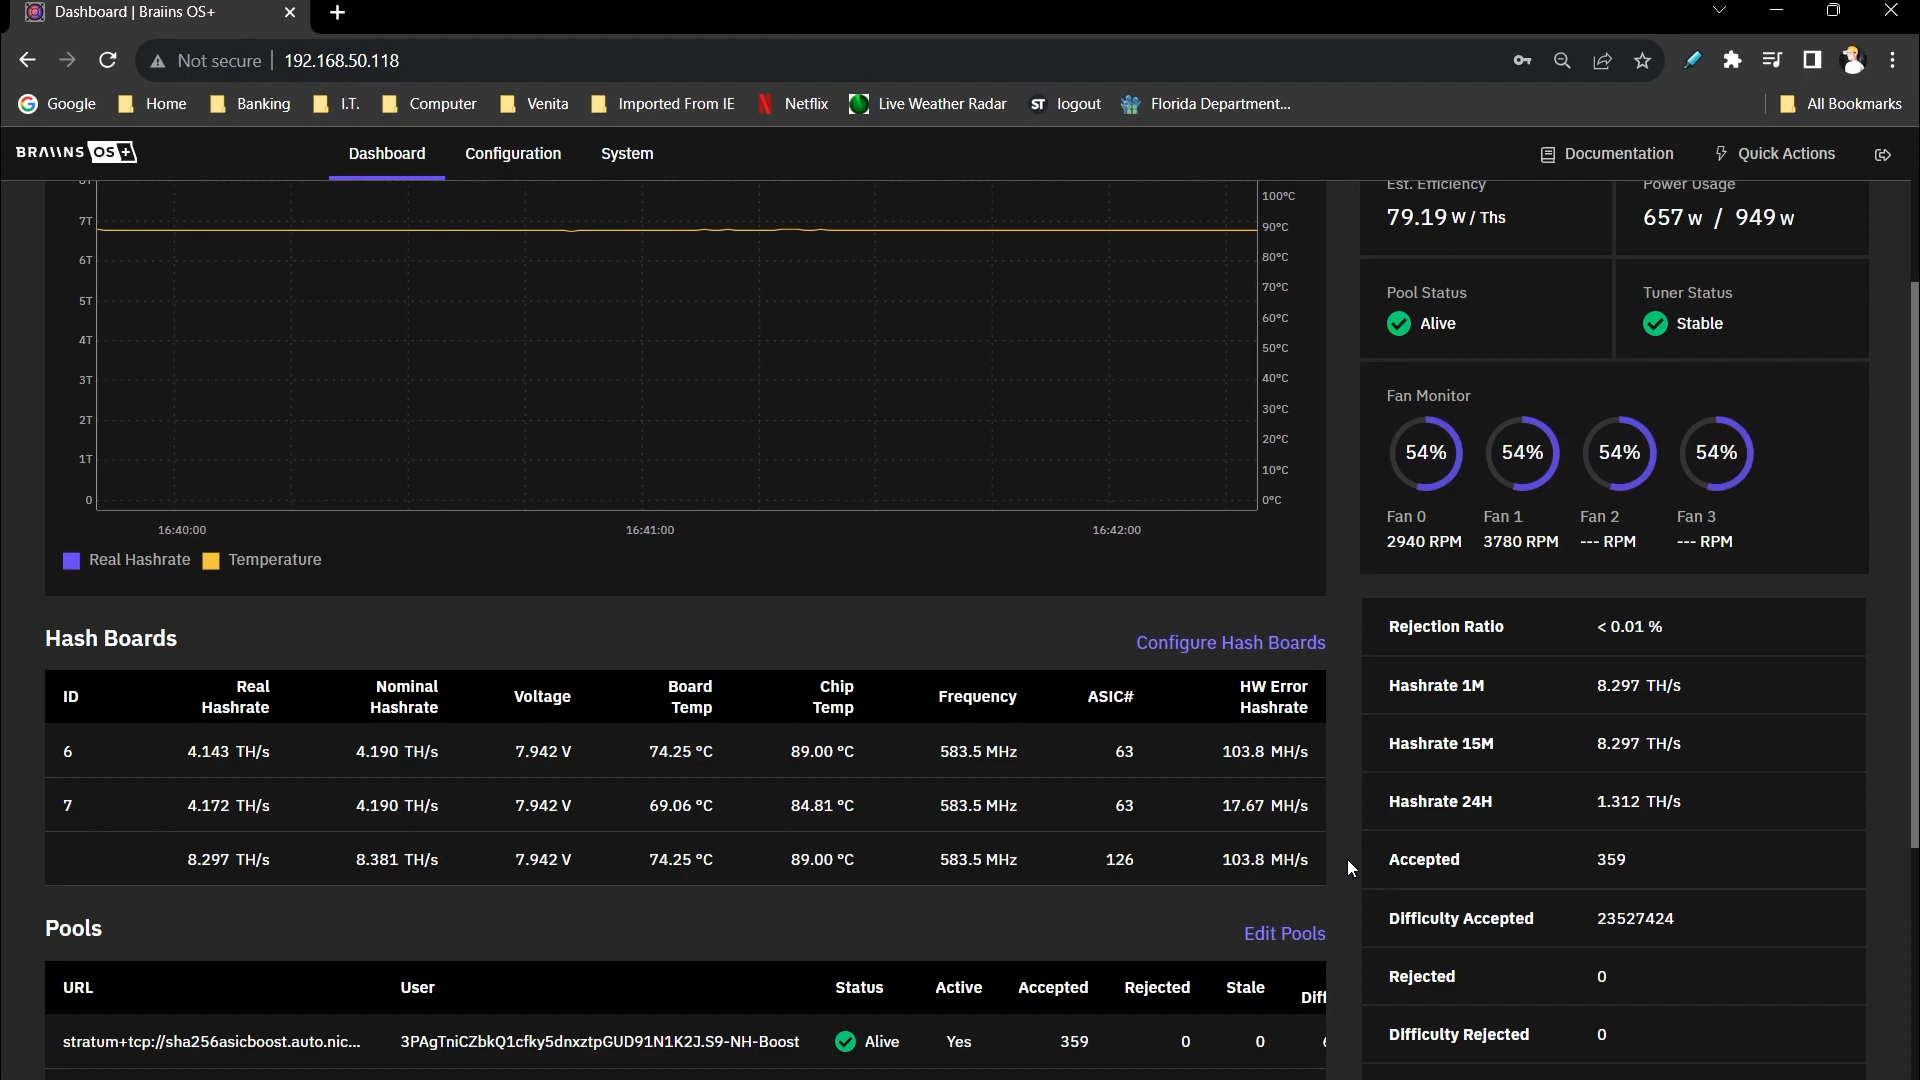 Dashboard | Braiins OS+
Not secure
192.168.50.118
Google
Home
Banking
I.T.
Computer
Venita
Imported From IE
Netflix
Live Weather Radar
ST logout
Florida Department...
All Bookmarks
BRAIINS OS+
Dashboard
Configuration
System
Documentation
Quick Actions
8T
7T
6T
5T
4T
3T
2T
1T
0
100°C
90°C
80°C
70°C
60°C
50°C
40°C
30°C
20°C
10°C
0°C
16:40:00
16:41:00
16:42:00
Real Hashrate
Temperature
Est. Efficiency
79.19 W / Ths
Power Usage
657 W / 949 W
Pool Status
Alive
Tuner Status
Stable
Fan Monitor
54% 54% 54% 54%
Fan 0 Fan 1 Fan 2 Fan 3
2940 RPM 3780 RPM --- RPM --- RPM
Hash Boards
Configure Hash Boards
ID Real Hashrate Nominal Hashrate Voltage Board Temp Chip Temp Frequency ASIC# HW Error Hashrate
6 4.143 TH/s 4.190 TH/s 7.942 V 74.25 °C 89.00 °C 583.5 MHz 63 103.8 MH/s
7 4.172 TH/s 4.190 TH/s 7.942 V 69.06 °C 84.81 °C 583.5 MHz 63 17.67 MH/s
8.297 TH/s 8.381 TH/s 7.942 V 74.25 °C 89.00 °C 583.5 MHz 126 103.8 MH/s
Pools
Edit Pools
URL User Status Active Accepted Rejected Stale Diff
stratum+tcp://sha256asicboost.auto.nic... 3PAgTniCZbkQ1cfky5dnxztpGUD91N1K2J.S9-NH-Boost Alive Yes 359 0 0
Rejection Ratio < 0.01 %
Hashrate 1M 8.297 TH/s
Hashrate 15M 8.297 TH/s
Hashrate 24H 1.312 TH/s
Accepted 359
Difficulty Accepted 23527424
Rejected 0
Difficulty Rejected 0